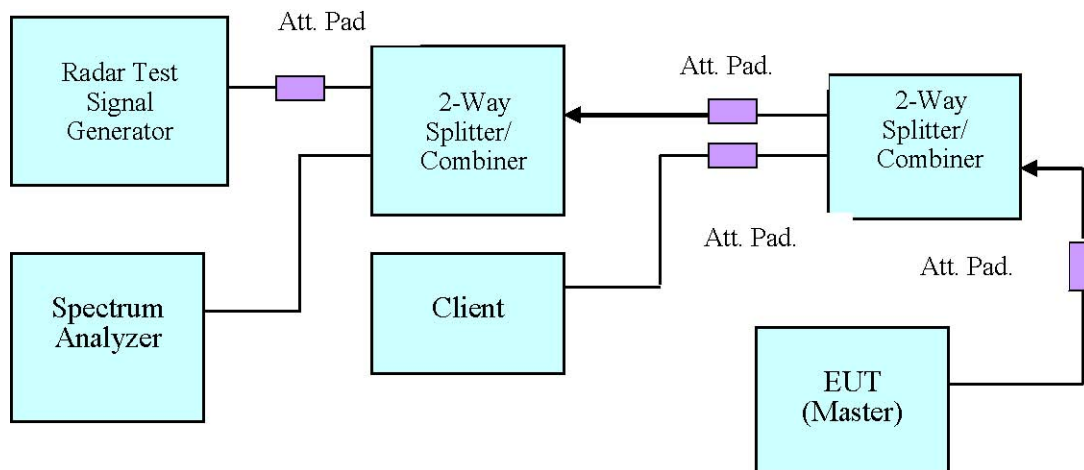 Att. Pad
Radar Test
Signal
Generator
2-Way
Splitter/
Combiner
Att. Pad.
2-Way
Splitter/
Combiner
Att. Pad.
Att. Pad.
Spectrum
Analyzer
Client
EUT
(Master)